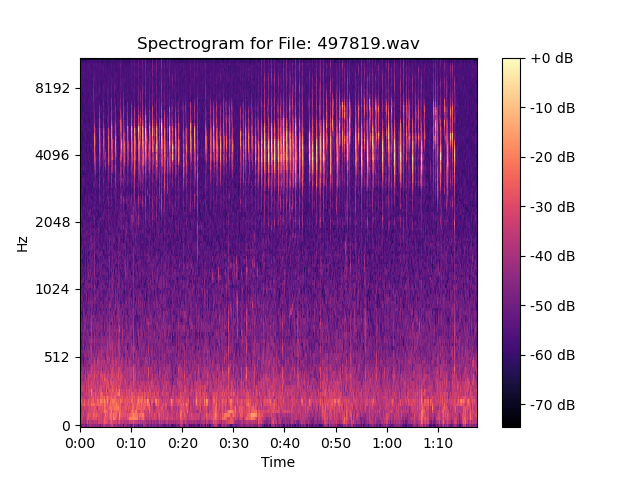 Spectrogram for File: 497819.wav
Hz
8192
4096
2048
1024
512
0
0:00 0:10 0:20 0:30 0:40 0:50 1:00 1:10
Time
+0 dB
-10 dB
-20 dB
-30 dB
-40 dB
-50 dB
-60 dB
-70 dB